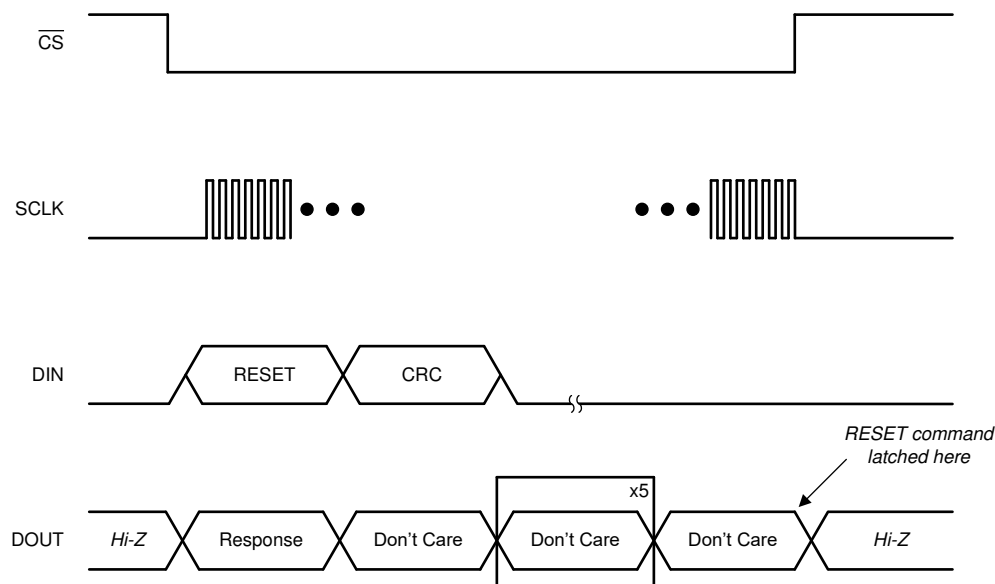 CS
SCLK
DIN
RESET
CRC
RESET command
latched here
x5
DOUT
Hi-Z
Response
Don't Care
Don't Care
Don't Care
Hi-Z